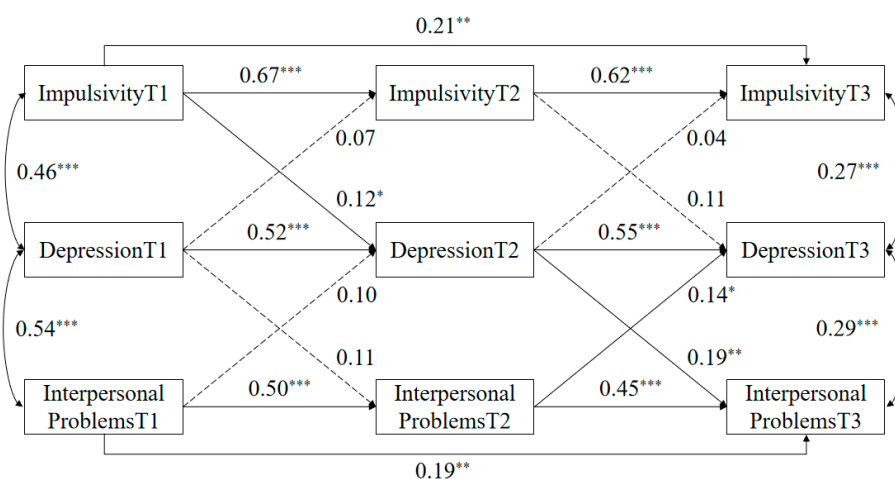 0.21**
0.67***
0.62***
ImpulsivityT1
ImpulsivityT2
ImpulsivityT3
0.07
0.04
0.46***
0.27***
0.12*
0.11
0.52***
0.55***
DepressionT1
DepressionT2
DepressionT3
0.10
0.14*
0.54***
0.29***
0.11
0.19**
0.50***
0.45***
Interpersonal
ProblemsT1
Interpersonal
ProblemsT2
Interpersonal
ProblemsT3
0.19**